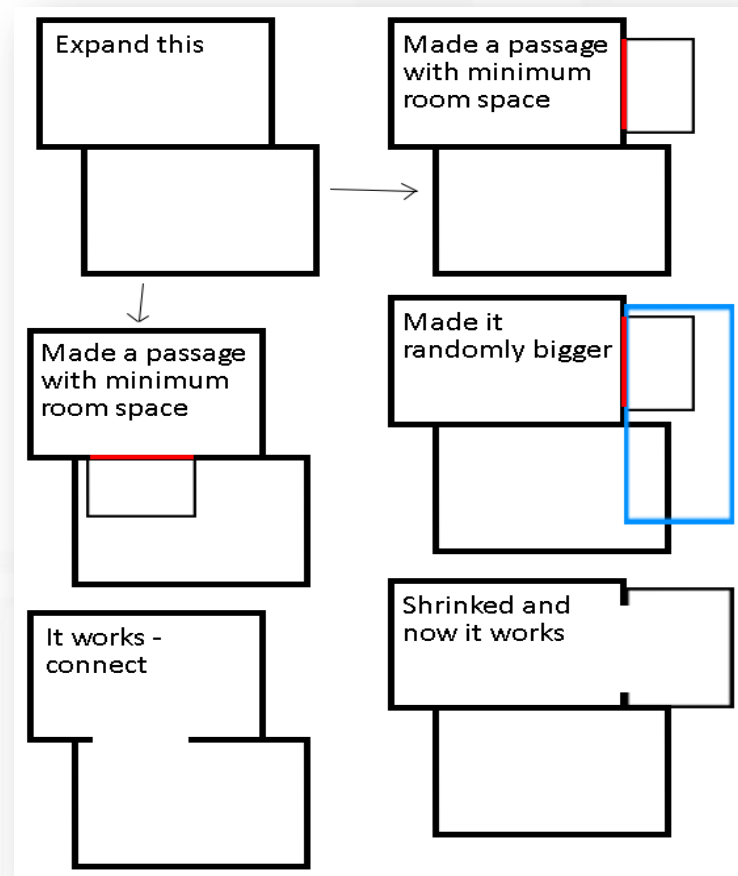 Expand this
Made a passage
with minimum
room space
Made a passage
with minimum
room space
Made it
randomly bigger
It works -
connect
Shrinked and
now it works